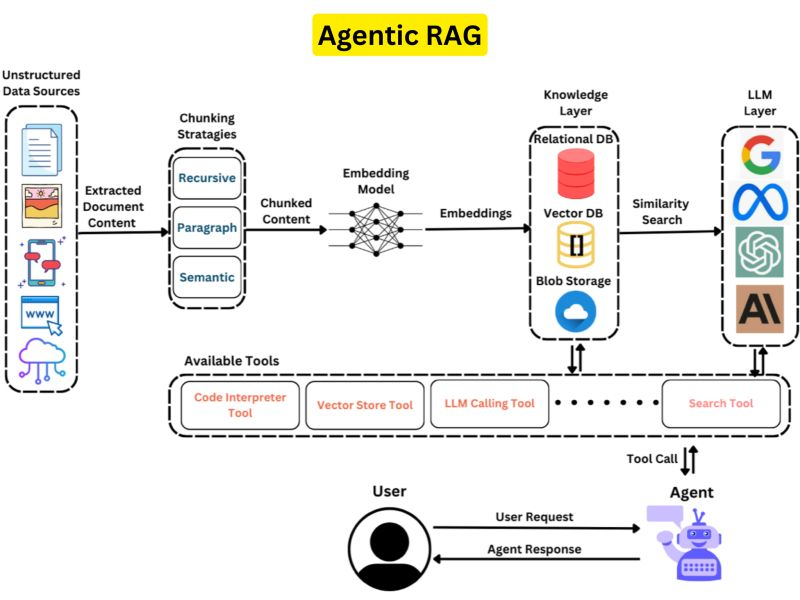 Agentic RAG
Unstructured
Data Sources
WWW
Extracted
Document
Content
Chunking
Stratagies
Recursive
Paragraph
Semantic
Chunked
Content
Embedding
Model
Embeddings
Knowledge
Layer
Relational DB
Vector DB
[]
Blob Storage
Similarity
Search
LLM
Layer
G
A\
Available Tools
Code Interpreter
Tool
Vector Store Tool
LLM Calling Tool
Search Tool
Tool Call
User
Agent
User Request
Agent Response